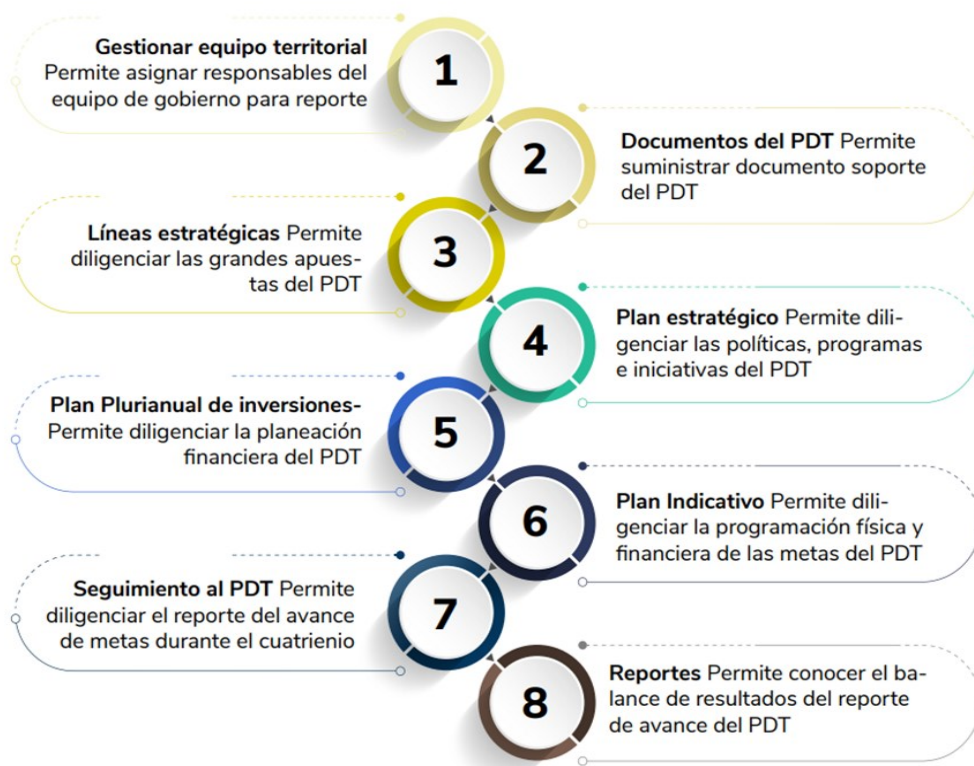 Gestionar equipo territorial
Permite asignar responsables del
equipo de gobierno para reporte
1
2
Documentos del PDT Permite
suministrar documento soporte
del PDT
Líneas estratégicas Permite
diligenciar las grandes apues-
tas del PDT
3
4
Plan estratégico Permite dili-
genciar las políticas, programas
e iniciativas del PDT
Plan Plurianual de inversiones-
Permite diligenciar la planeación
financiera del PDT
5
6
Plan Indicativo Permite dili-
genciar la programación física y
financiera de las metas del PDT
Seguimiento al PDT Permite
diligenciar el reporte del avance
de metas durante el cuatrienio
7
8
Reportes Permite conocer el ba-
lance de resultados del reporte
de avance del PDT